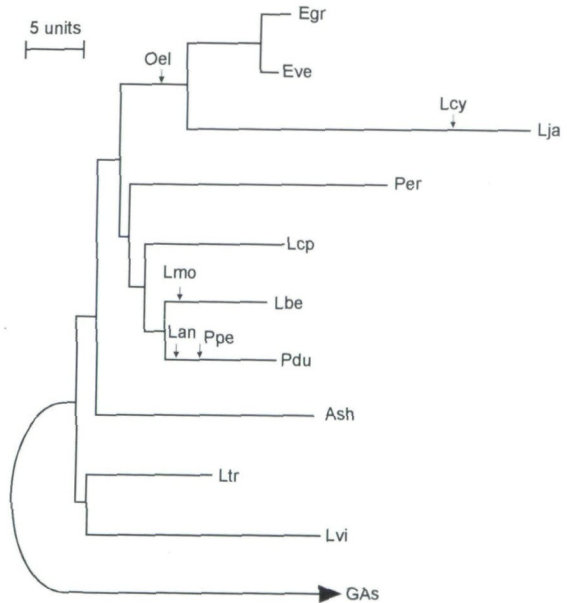 Egr
5 units
Oel
Eve
Lcy
Lja
Per
Lcp
Lmo
Lbe
Lan
Ppe
Pdu
Ash
Ltr
Lvi
GAs